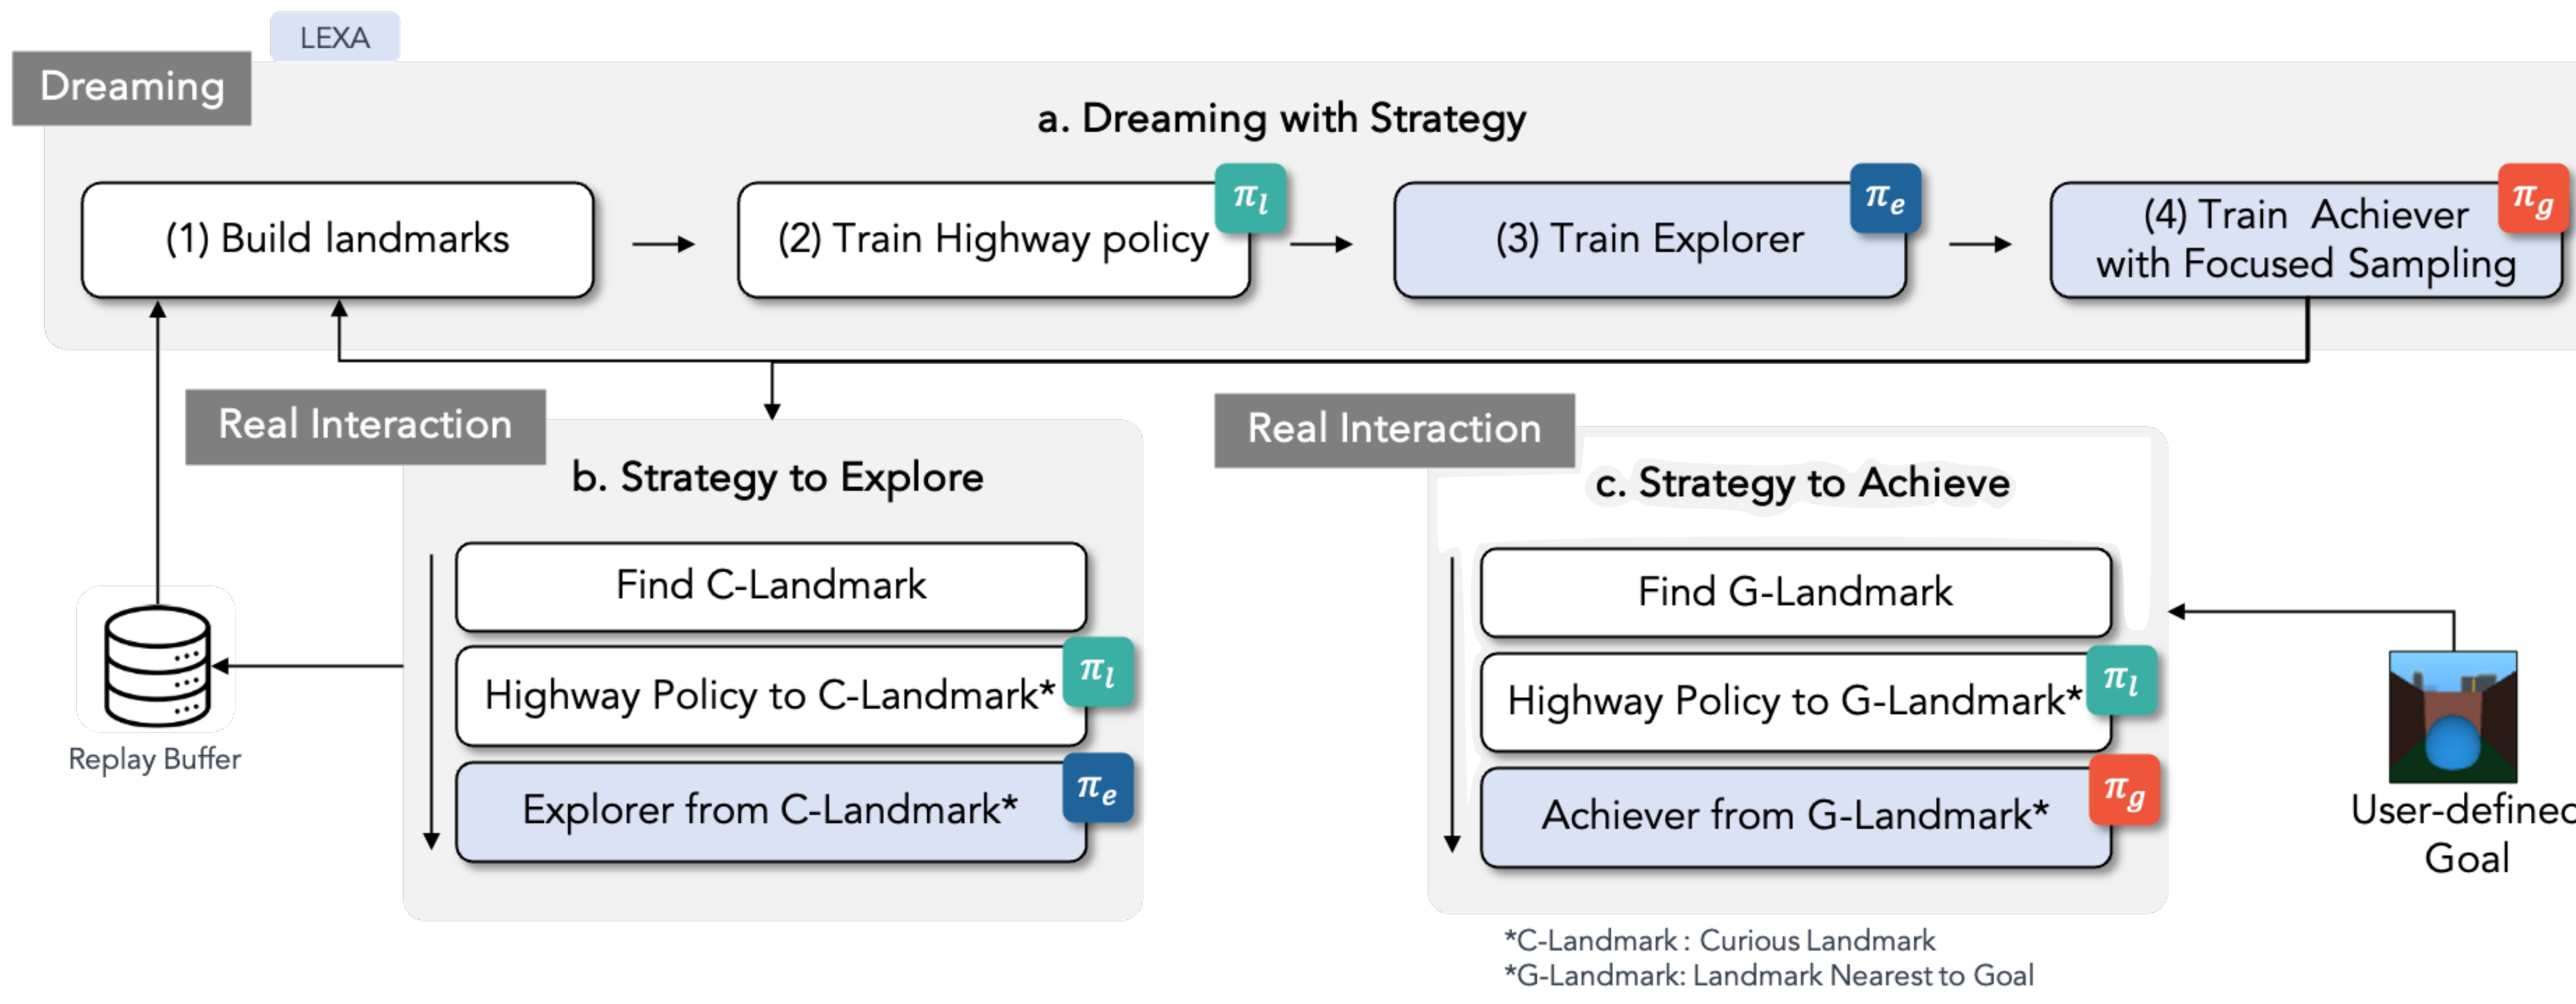 LEXA
Dreaming
a. Dreaming with Strategy
(1) Build landmarks
(2) Train Highway policy
πl
(3) Train Explorer
πe
(4) Train Achiever
with Focused Sampling
πg
Real Interaction
b. Strategy to Explore
Find C-Landmark
Highway Policy to C-Landmark*
πl
Explorer from C-Landmark*
πe
Replay Buffer
Real Interaction
c. Strategy to Achieve
Find G-Landmark
Highway Policy to G-Landmark*
πl
Achiever from G-Landmark*
πg
User-defined
Goal
*C-Landmark : Curious Landmark
*G-Landmark: Landmark Nearest to Goal